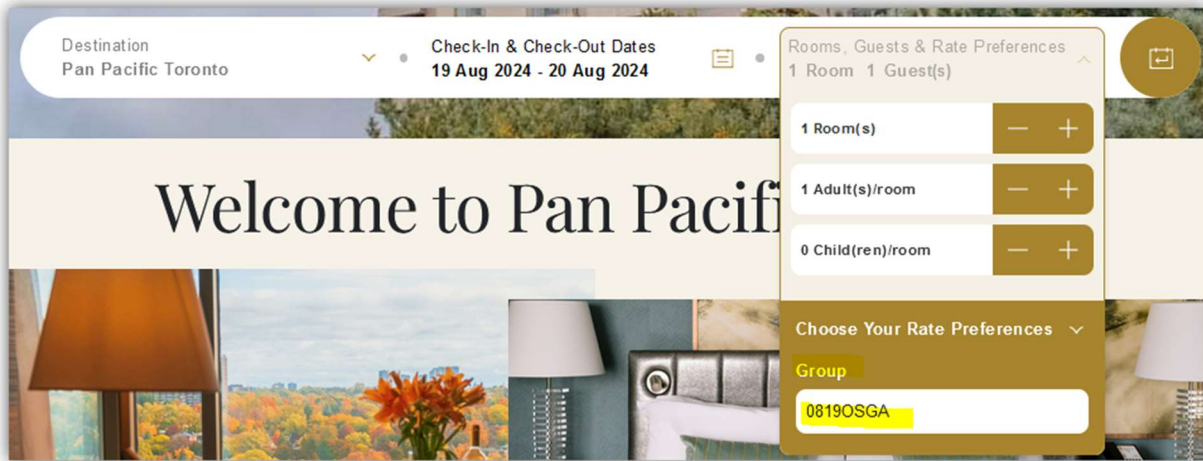 Destination
Pan Pacific Toronto
Check-In & Check-Out Dates
19 Aug 2024 - 20 Aug 2024
Rooms, Guests & Rate Preferences
1 Room 1 Guest(s)
1 Room(s)
1 Adult(s)/room
0 Child(ren)/room
Welcome to Pan Pacifi
Choose Your Rate Preferences
Group
0819OSGA